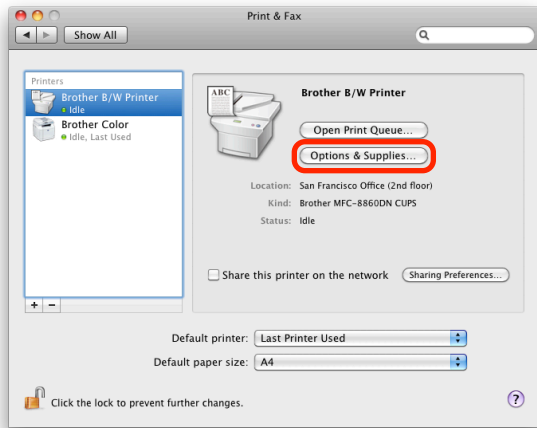 Print & Fax
Show All
Printers
Brother B/W Printer
Idle
Brother Color
Idle, Last Used
ABC
Brother B/W Printer
Open Print Queue...
Options & Supplies...
Location: San Francisco Office (2nd floor)
Kind: Brother MFC-8860DN CUPS
Status: Idle
Share this printer on the network
Sharing Preferences...
+ −
Default printer: Last Printer Used
Default paper size: A4
Click the lock to prevent further changes.
?